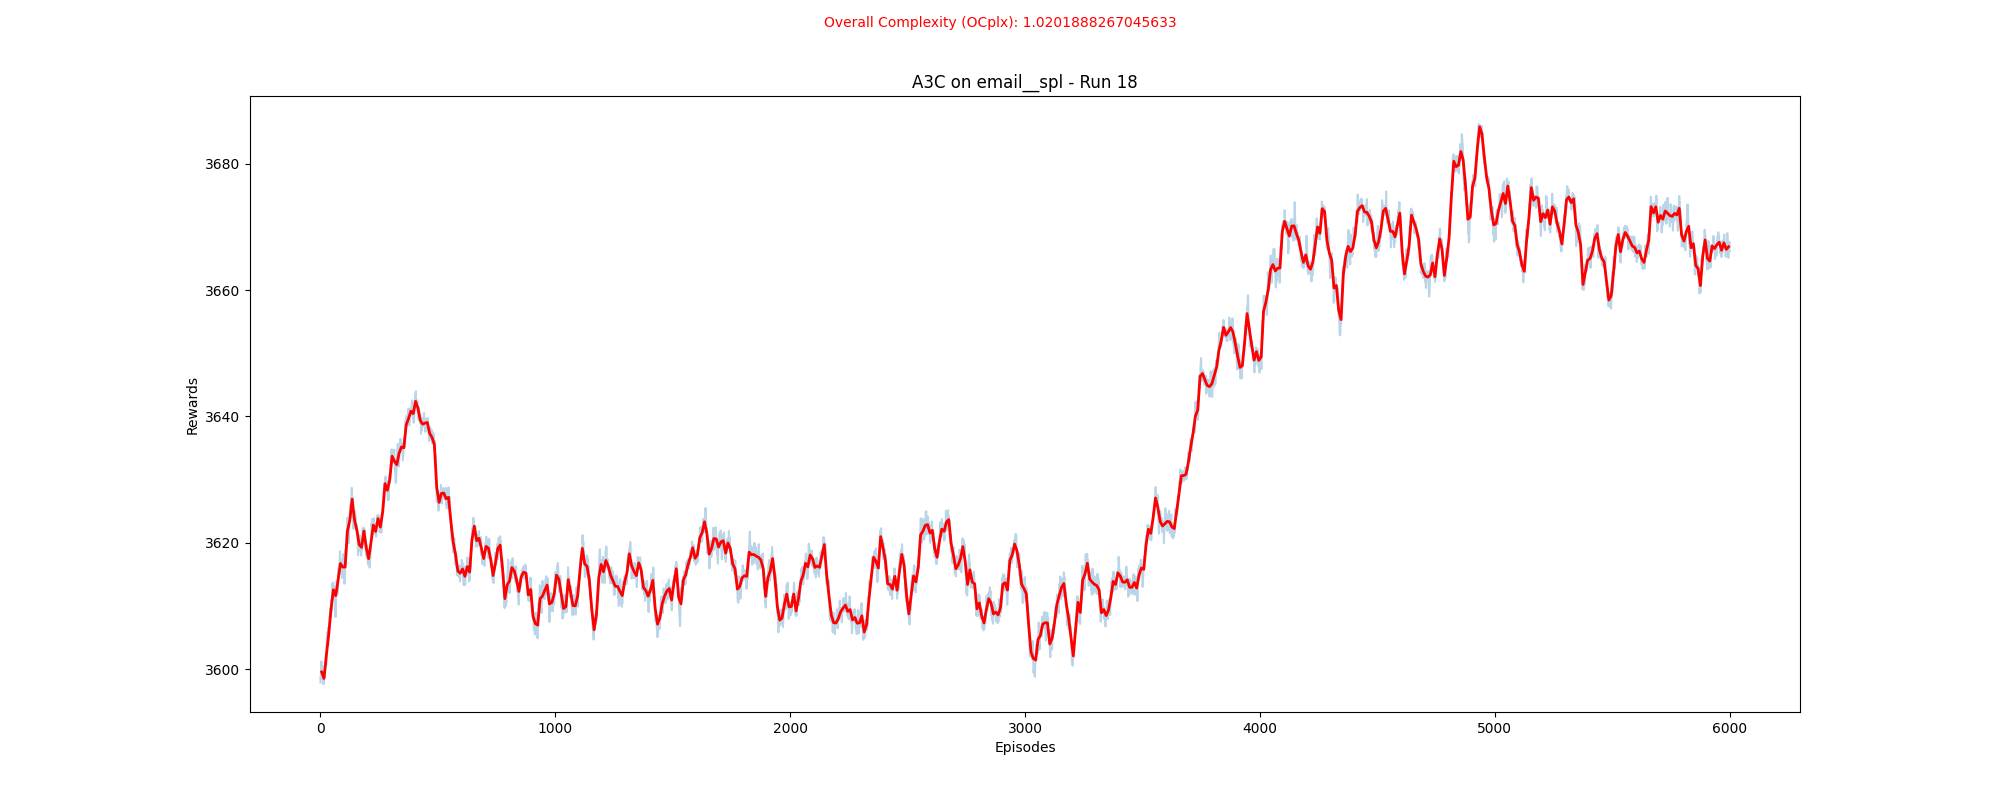 Overall Complexity (OCplx): 1.0201888267045633
A3C on email__spl - Run 18
3680
3660
3640
3620
3600
Rewards
0 1000 2000 3000 4000 5000 6000
Episodes